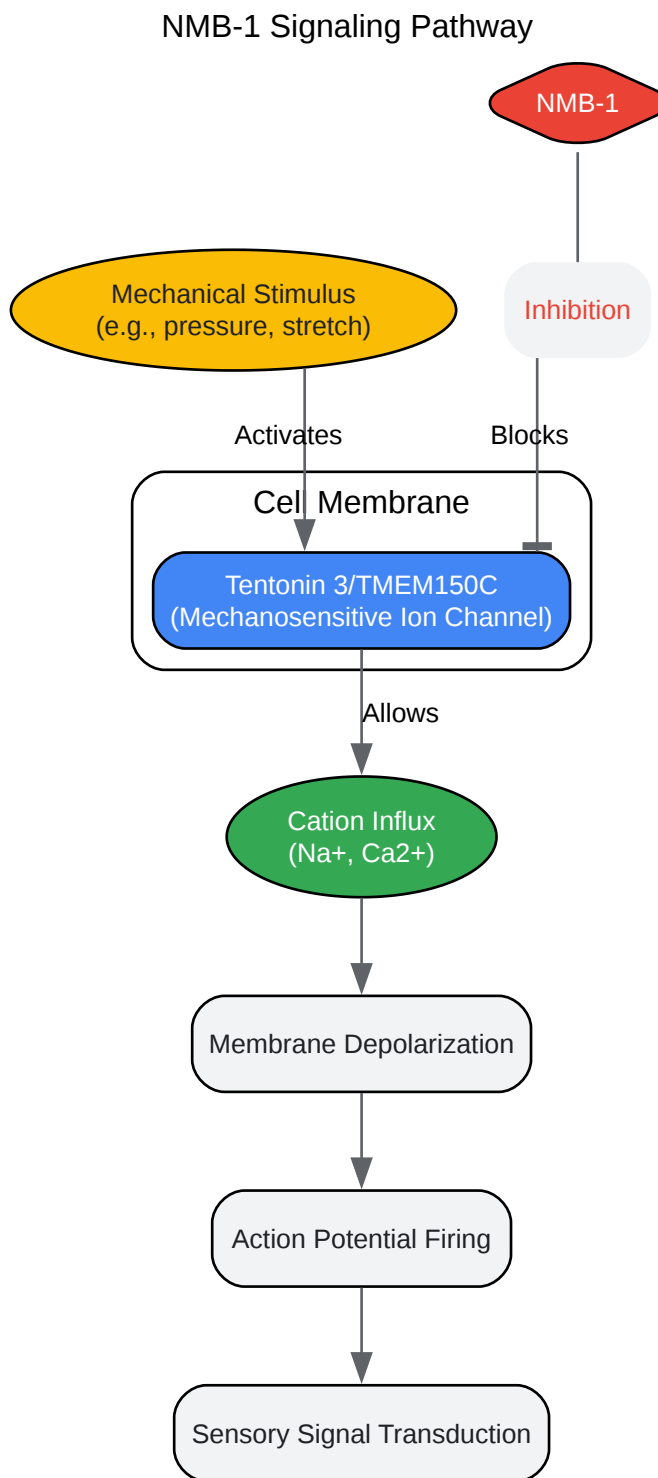 NMB-1 Signaling Pathway
NMB-1
Mechanical Stimulus
(e.g., pressure, stretch)
Inhibition
Activates
Blocks
Cell Membrane
Tentonin 3/TMEM150C
(Mechanosensitive Ion Channel)
Allows
Cation Influx
(Na+, Ca2+)
Membrane Depolarization
Action Potential Firing
Sensory Signal Transduction